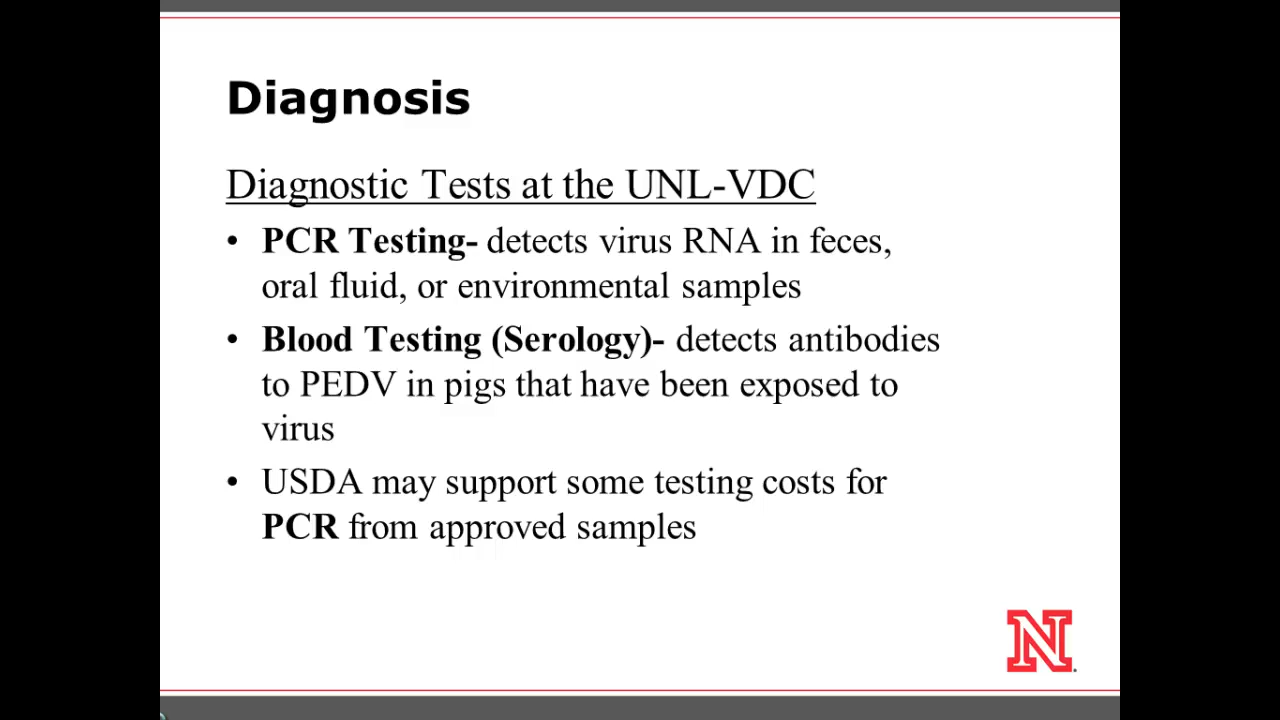 Diagnosis
Diagnostic Tests at the UNL-VDC
• PCR Testing- detects virus RNA in feces,
oral fluid, or environmental samples
• Blood Testing (Serology)- detects antibodies
to PEDV in pigs that have been exposed to
virus
• USDA may support some testing costs for
PCR from approved samples
N